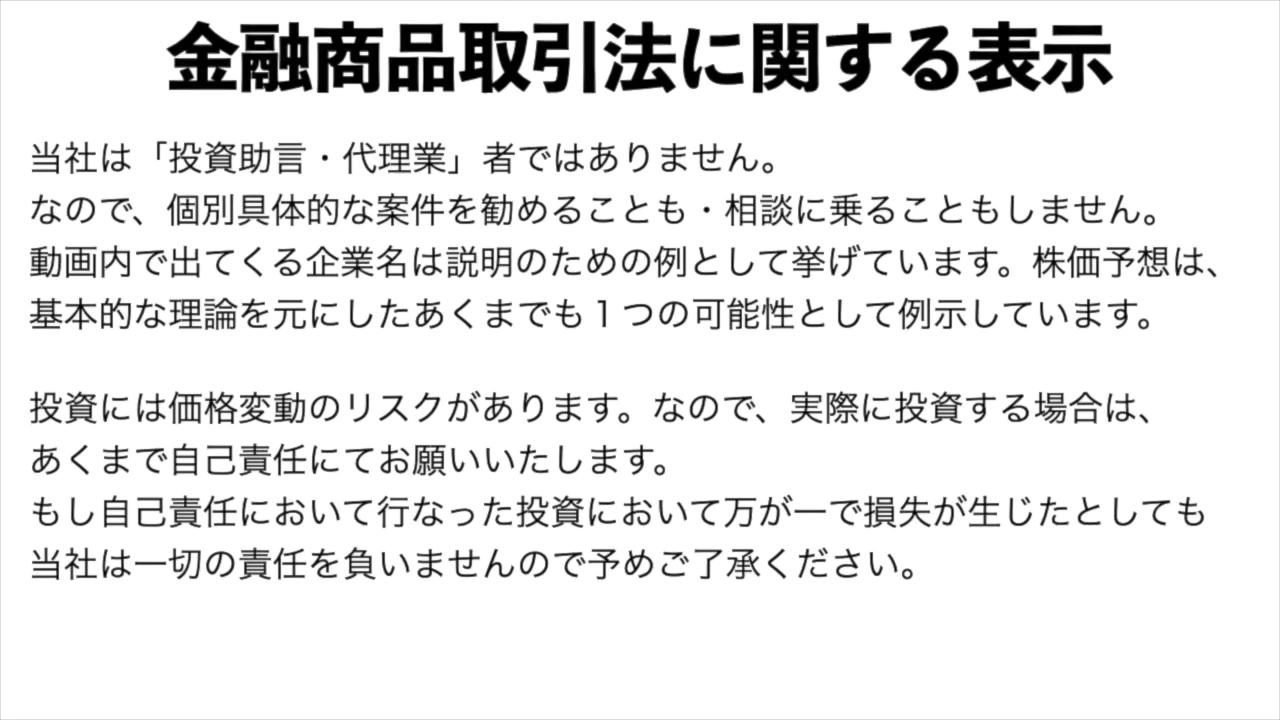 金融商品取引法に関する表示
当社は「投資助言・代理業」者ではありません。
なので、個別具体的な案件を勧めることも・相談に乗ることもしません。
動画内で出てくる企業名は説明のための例として挙げています。株価予想は、
基本的な理論を元にしたあくまでも１つの可能性として例示しています。
投資には価格変動のリスクがあります。なので、実際に投資する場合は、
あくまで自己責任にてお願いいたします。
もし自己責任において行なった投資において万が一で損失が生じたとしても
当社は一切の責任を負いませんので予めご了承ください。